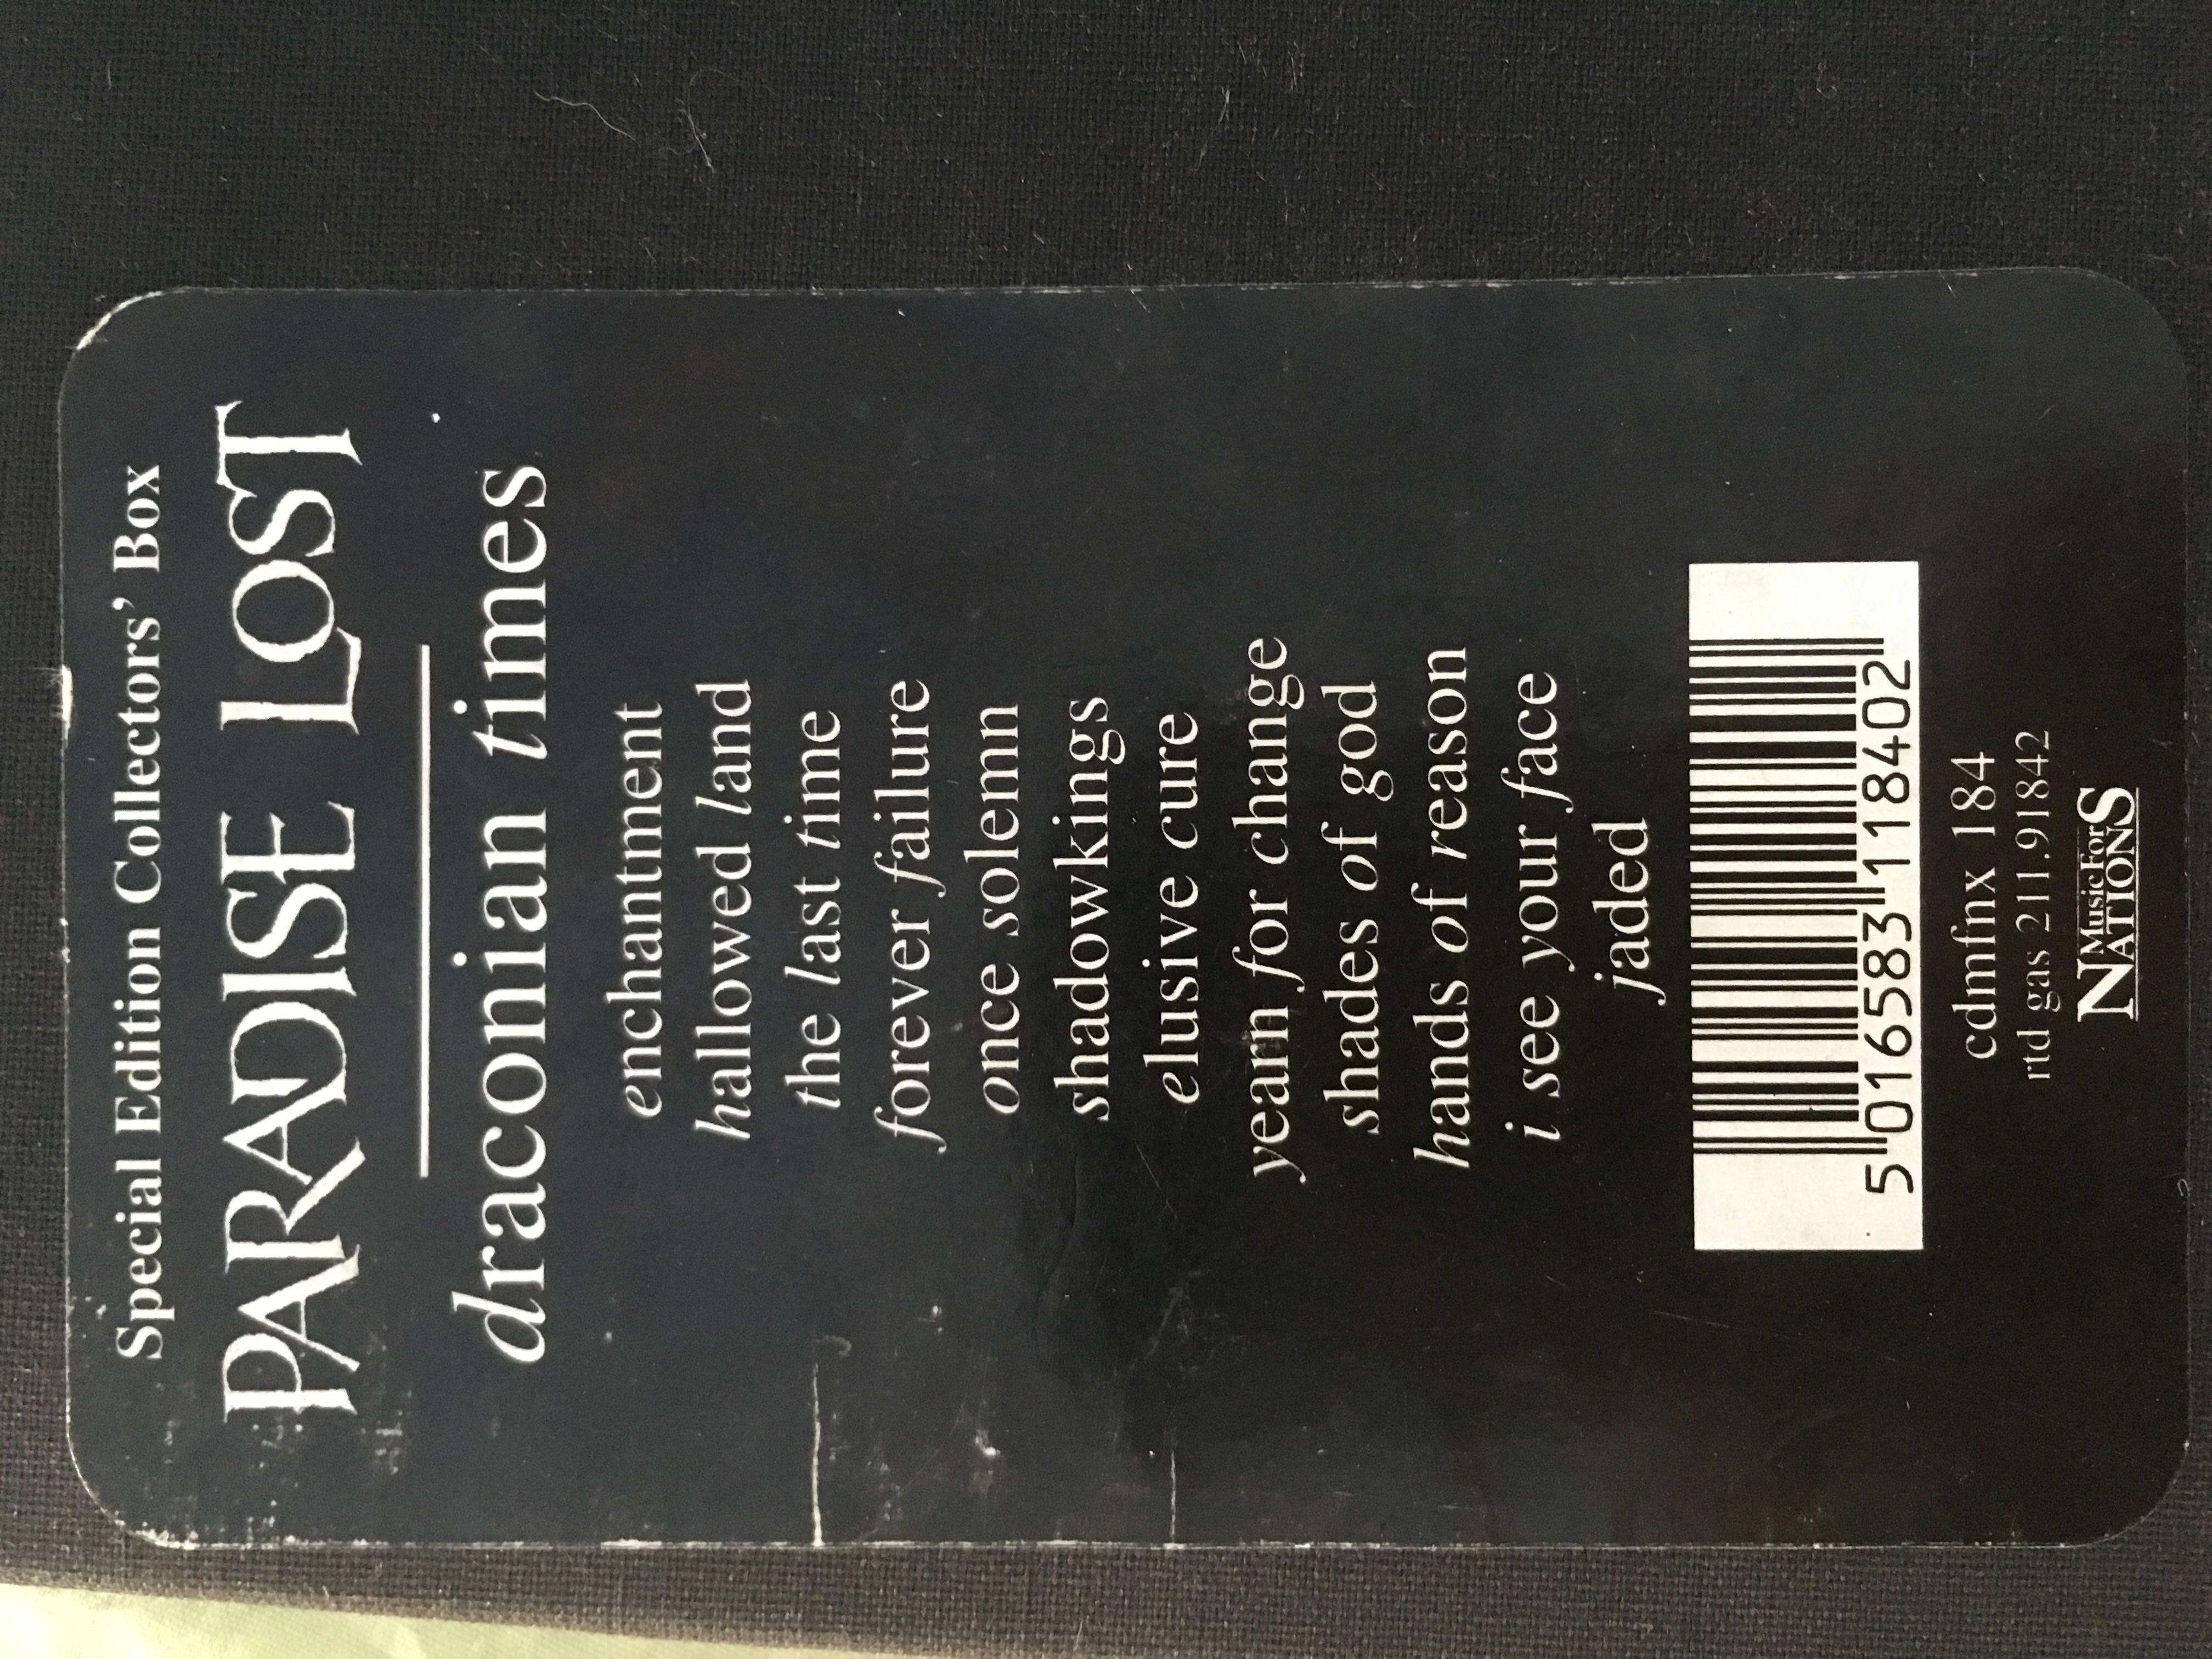 Special Edition Collectors' Box
PARADISE LOST
draconian times
enchantment
hallowed land
the last time
forever failure
once solemn
shadowkings
elusive cure
yearn for change
shades of god
hands of reason
i see your face
jaded
5 016583 118402
cdmfnx 184
rtd gas 211.91842
Music For NATIONS